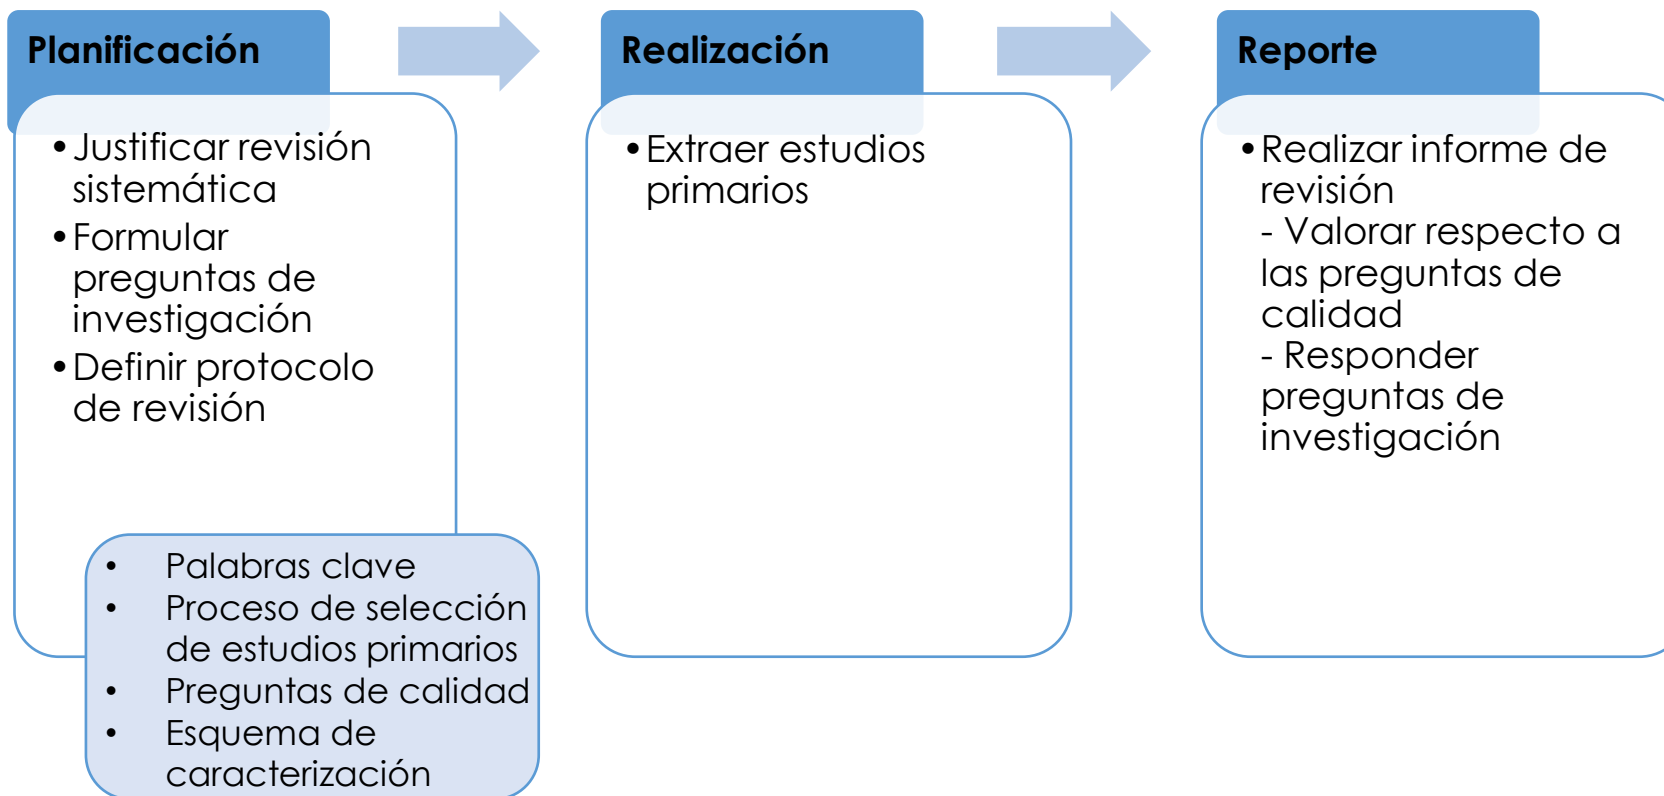 Planificación
• Justificar revisión
sistemática
• Formular
preguntas de
investigación
• Definir protocolo
de revisión
• Palabras clave
• Proceso de selección
de estudios primarios
• Preguntas de calidad
• Esquema de
caracterización
Realización
• Extraer estudios
primarios
Reporte
• Realizar informe de
revisión
- Valorar respecto a
las preguntas de
calidad
- Responder
preguntas de
investigación